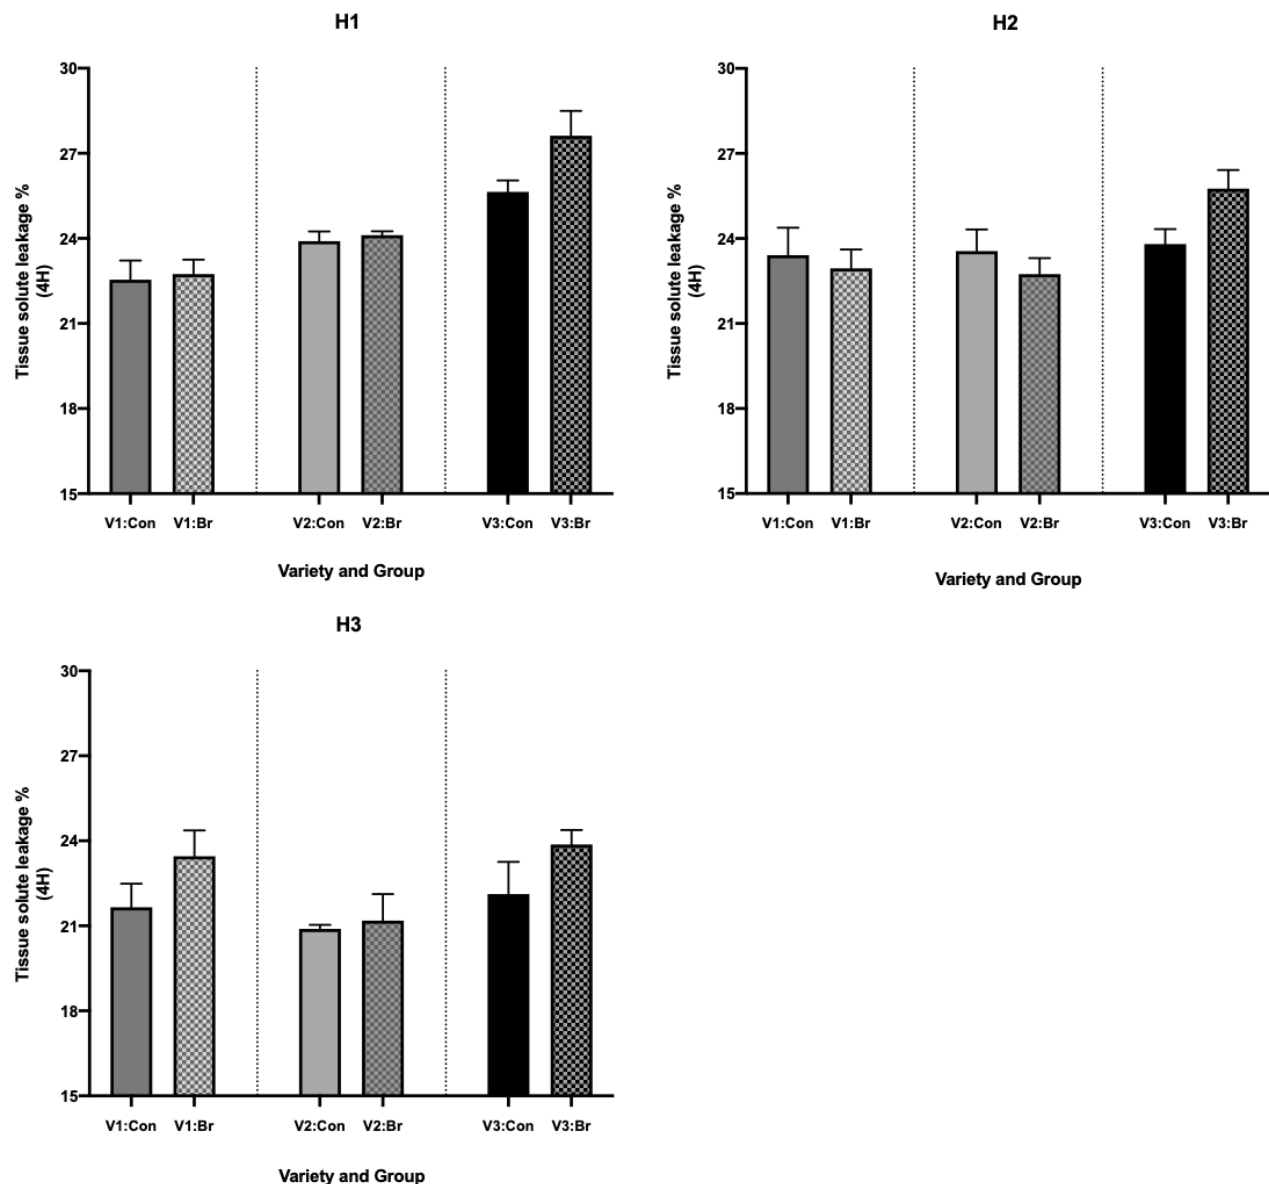 H1
30
27
24
21
18
15
Tissue solute leakage %
(4H)
V1:Con V1:Br V2:Con V2:Br V3:Con V3:Br
Variety and Group
H2
30
27
24
21
18
15
Tissue solute leakage %
(4H)
V1:Con V1:Br V2:Con V2:Br V3:Con V3:Br
Variety and Group
H3
30
27
24
21
18
15
Tissue solute leakage %
(4H)
V1:Con V1:Br V2:Con V2:Br V3:Con V3:Br
Variety and Group